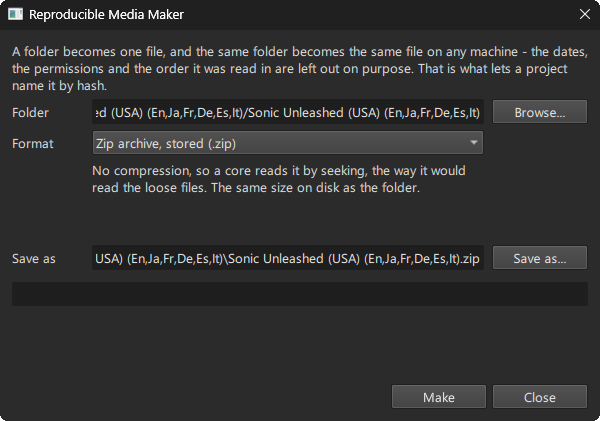 Reproducible Media Maker
A folder becomes one file, and the same folder becomes the same file on any machine - the dates,
the permissions and the order it was read in are left out on purpose. That is what lets a project
name it by hash.
Folder ed (USA) (En,Ja,Fr,De,Es,It)/Sonic Unleashed (USA) (En,Ja,Fr,De,Es,It) Browse...
Format Zip archive, stored (.zip)
No compression, so a core reads it by seeking, the way it would
read the loose files. The same size on disk as the folder.
Save as USA) (En,Ja,Fr,De,Es,It)\Sonic Unleashed (USA) (En,Ja,Fr,De,Es,It).zip Save as...
Make Close